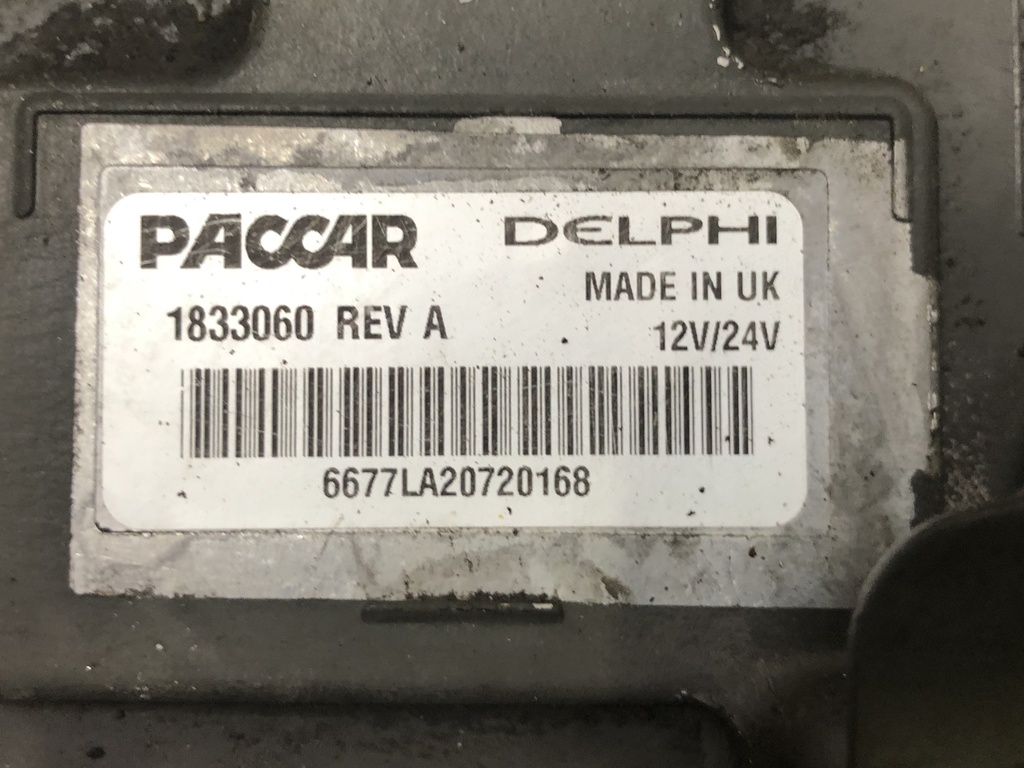 PACCAR DELPHI
MADE IN UK
1833060 REV A
12V/24V
6677LA20720168